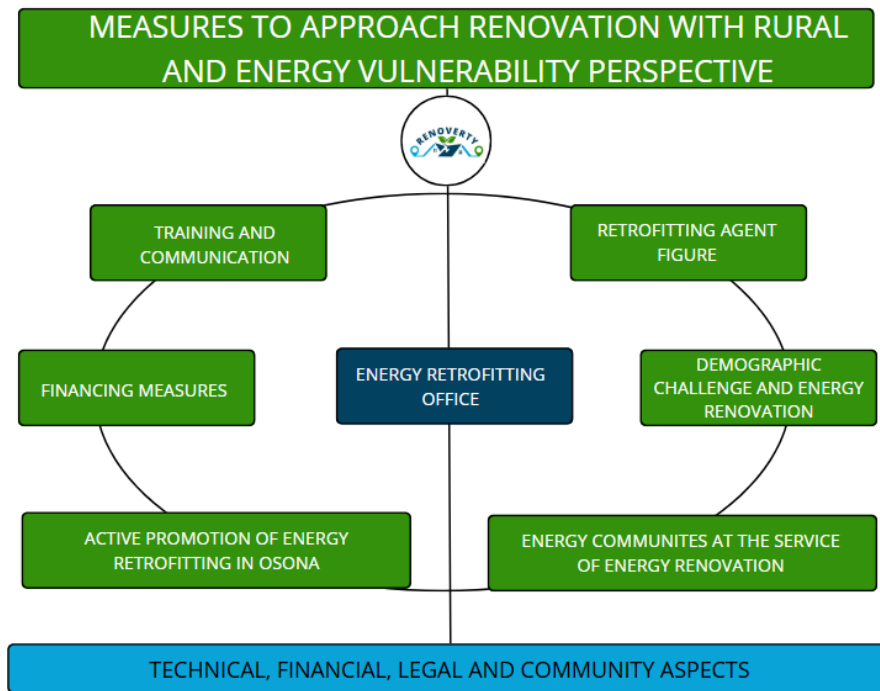 MEASURES TO APPROACH RENOVATION WITH RURAL
AND ENERGY VULNERABILITY PERSPECTIVE
RENOVERTY
TRAINING AND
COMMUNICATION
RETROFITTING AGENT
FIGURE
FINANCING MEASURES
ENERGY RETROFITTING
OFFICE
DEMOGRAPHIC
CHALLENGE AND ENERGY
RENOVATION
ACTIVE PROMOTION OF ENERGY
RETROFITTING IN OSONA
ENERGY COMMUNITES AT THE SERVICE
OF ENERGY RENOVATION
TECHNICAL, FINANCIAL, LEGAL AND COMMUNITY ASPECTS